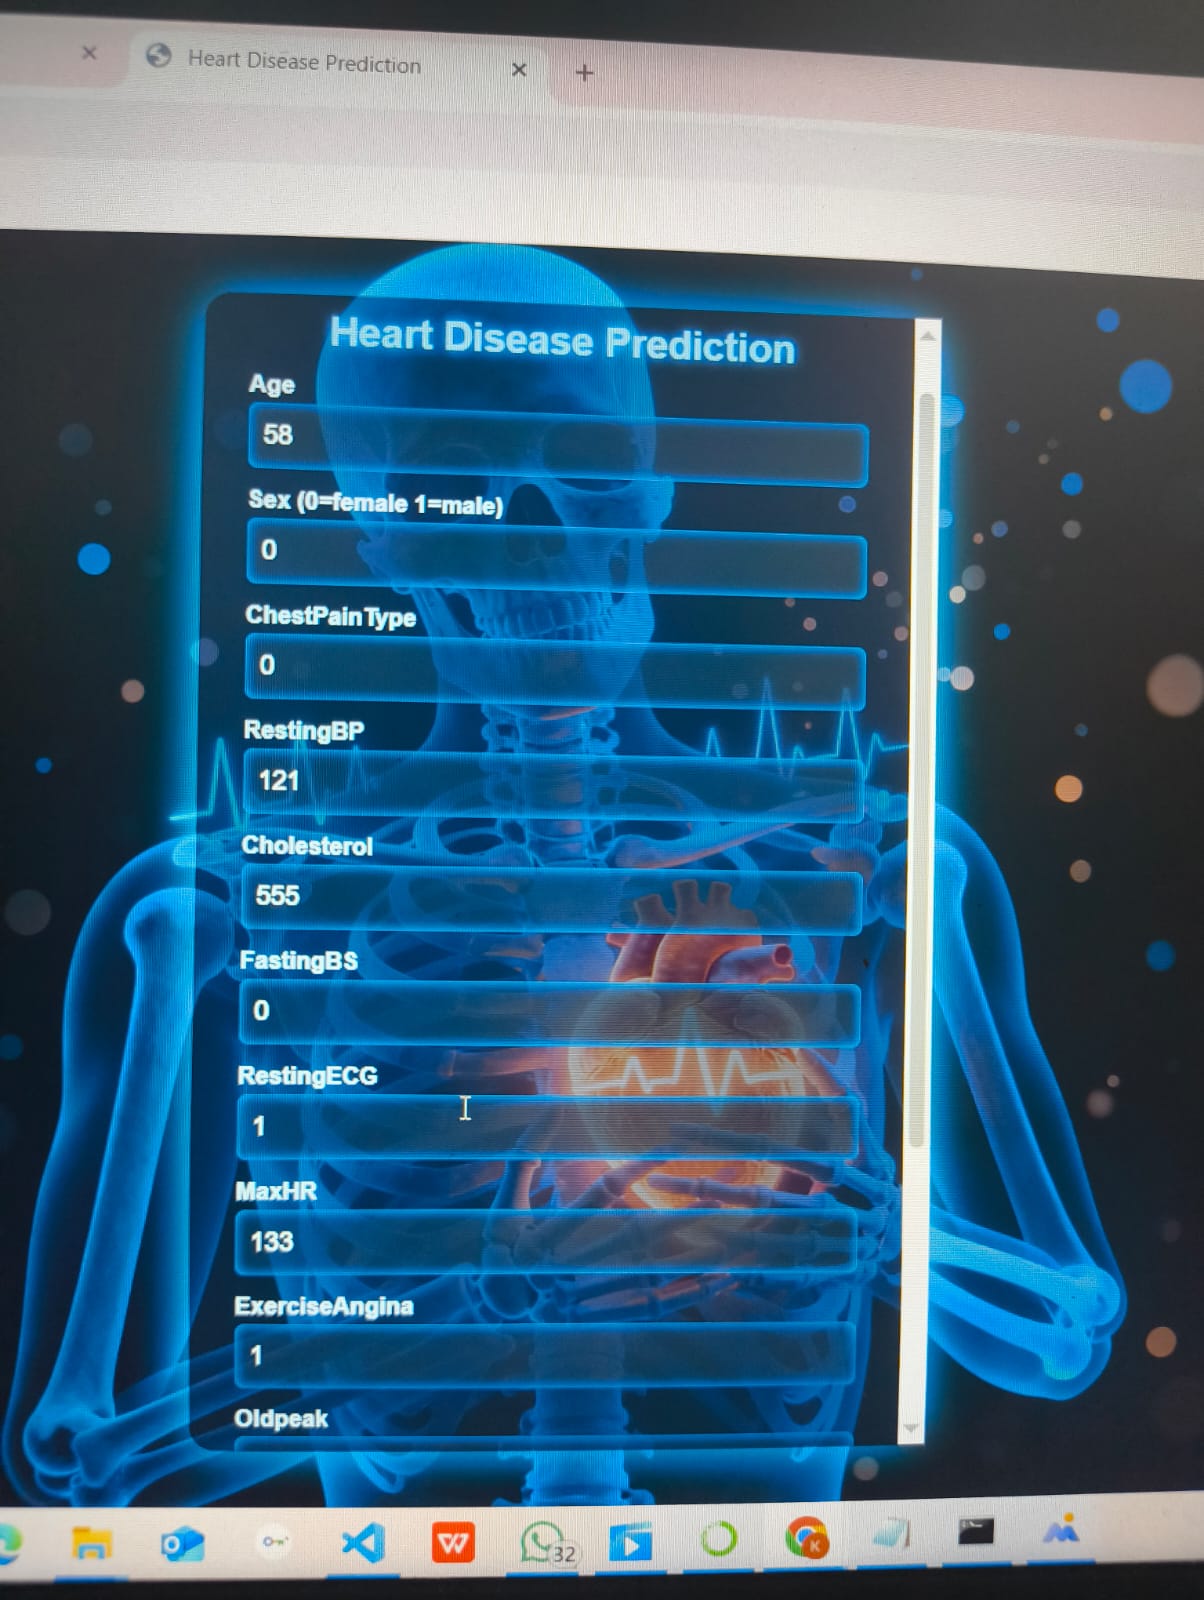 Heart Disease Prediction
Heart Disease Prediction
Age
58
Sex (0=female 1=male)
0
ChestPainType
0
RestingBP
121
Cholesterol
555
FastingBS
0
RestingECG
1
MaxHR
133
ExerciseAngina
1
Oldpeak
32
K